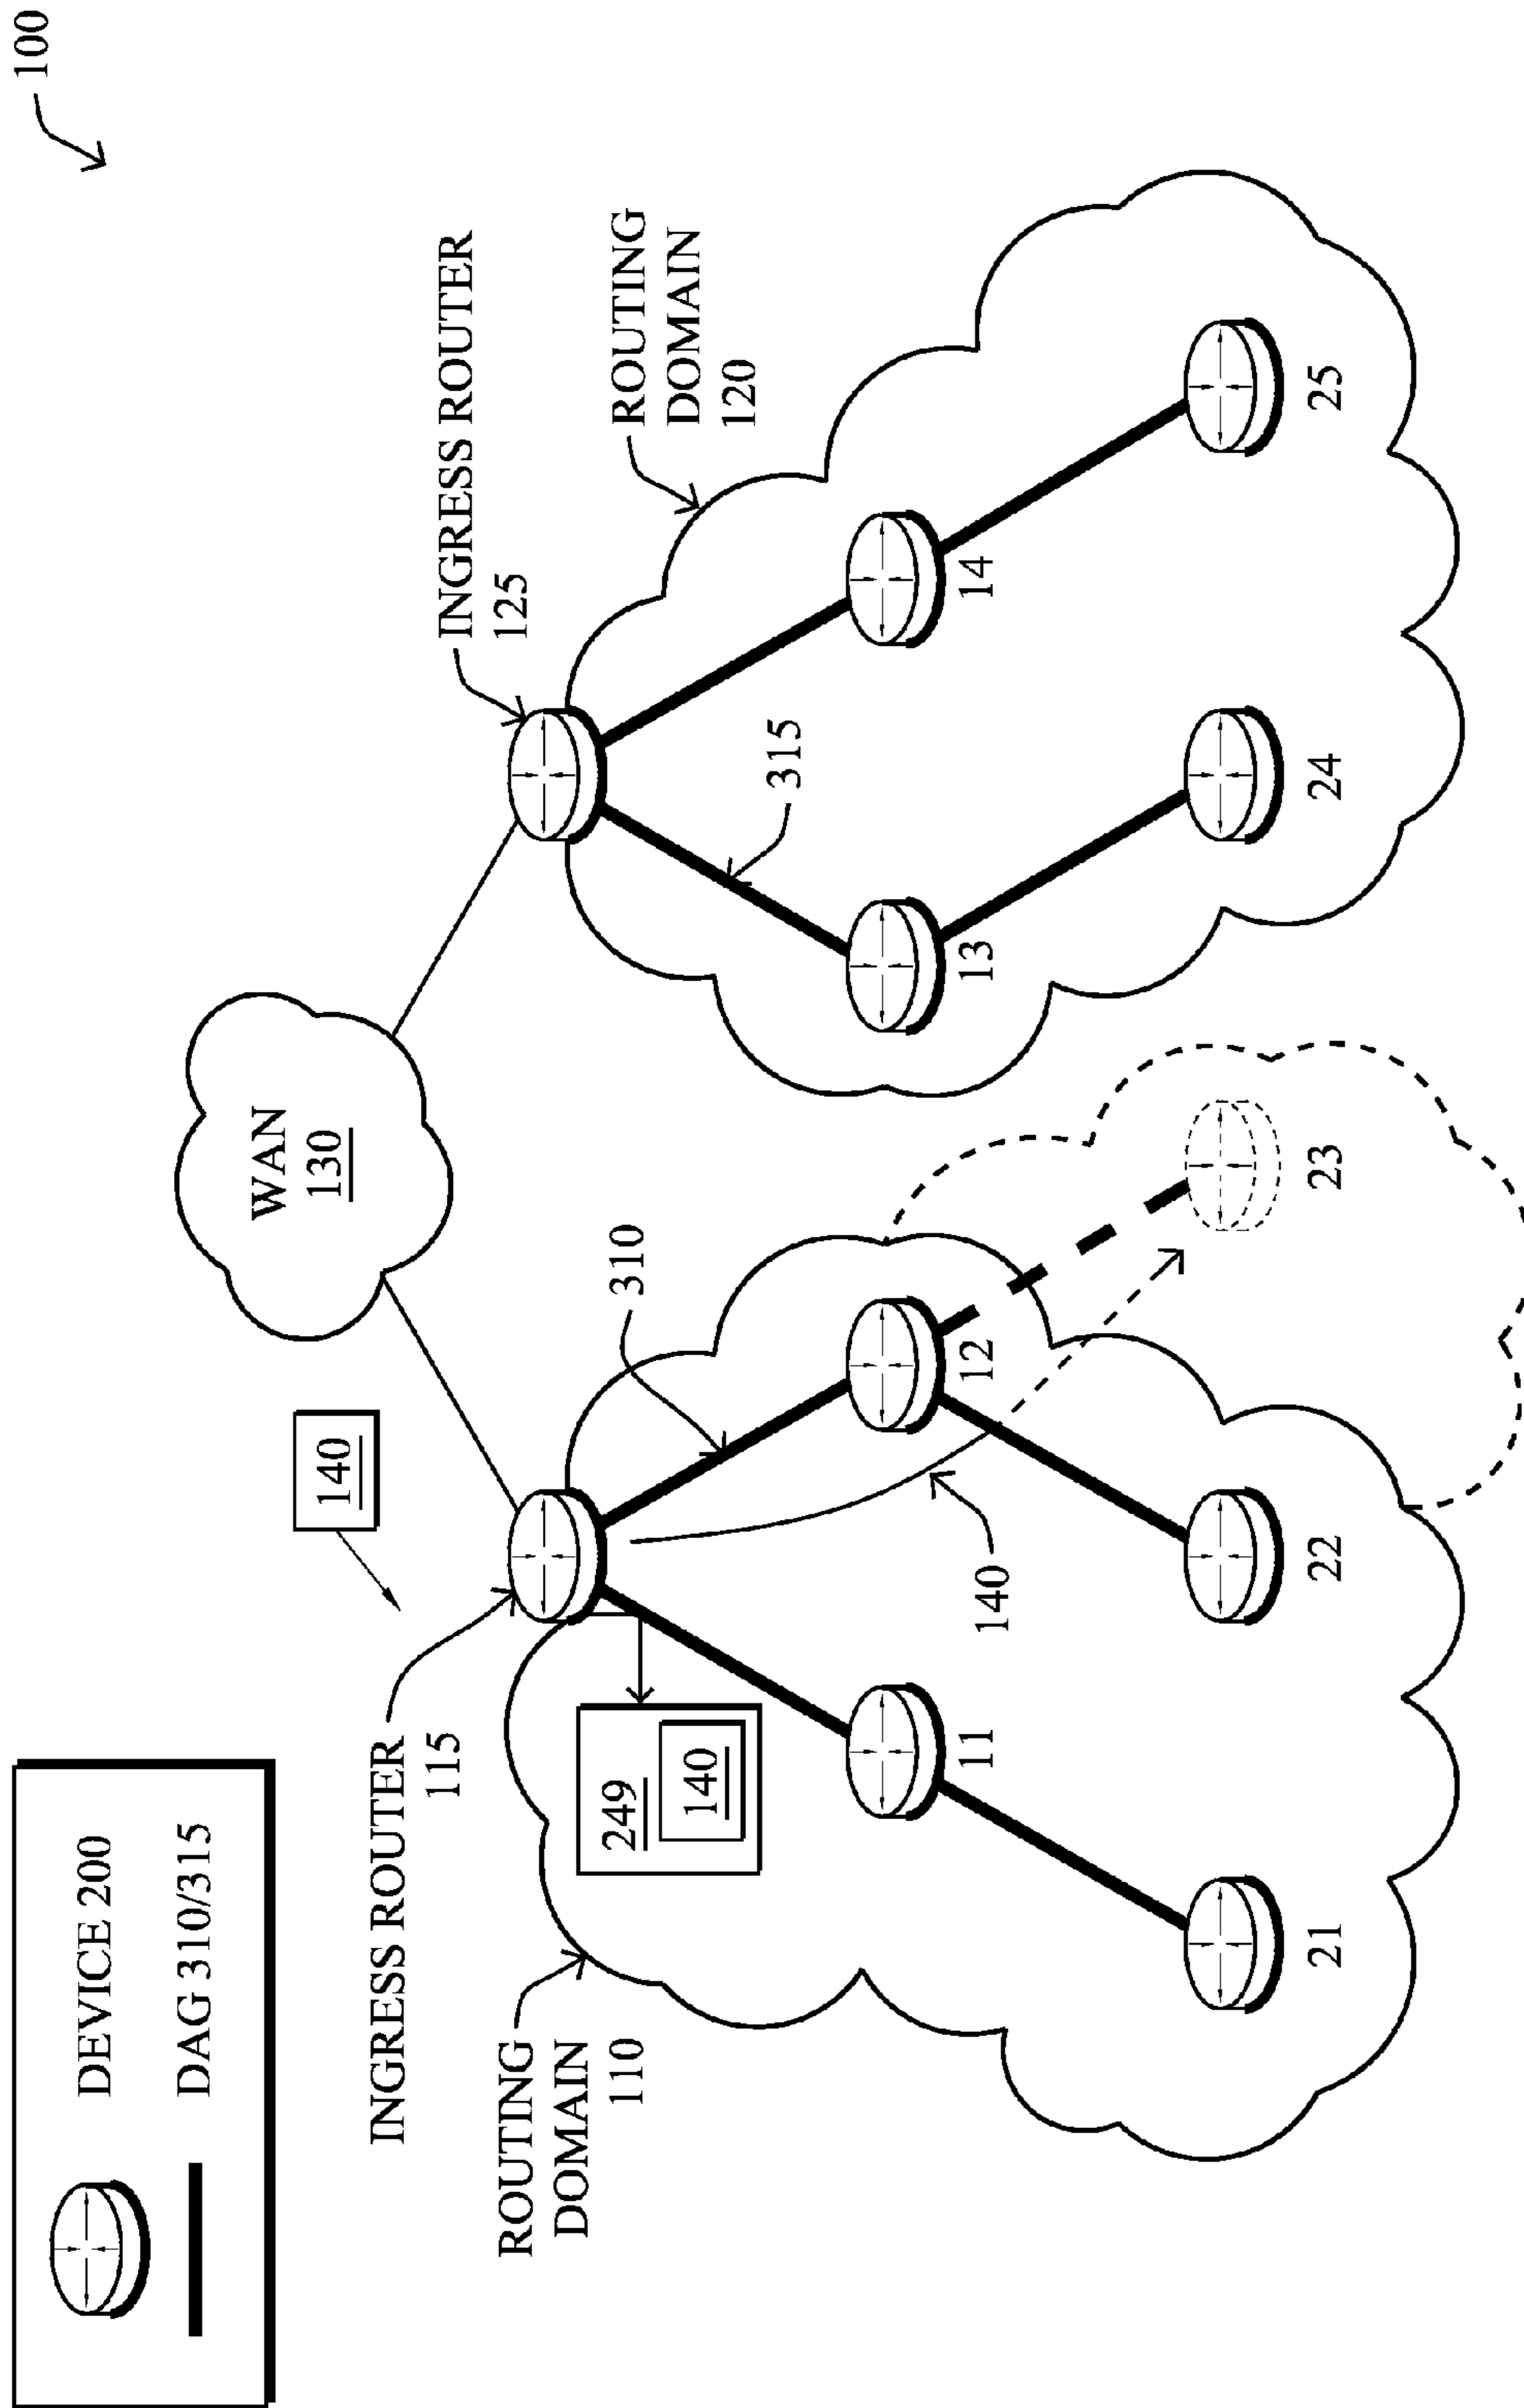 100
DEVICE 200
DAG 310/315
WAN
130
140
INGRESS ROUTER
115
INGRESS ROUTER
125
ROUTING
DOMAIN
110
ROUTING
DOMAIN
120
249
140
310
315
11
12
13
14
140
21
22
23
24
25